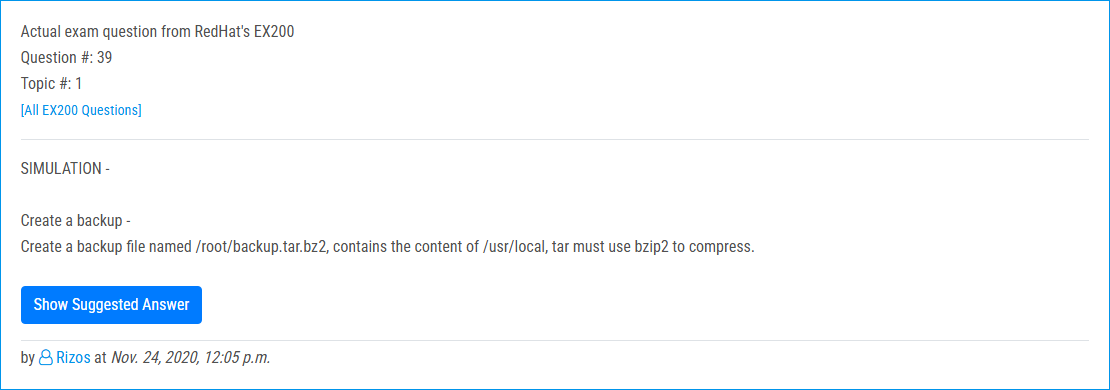 Actual exam question from RedHat's EX200
Question #: 39
Topic #: 1
[All EX200 Questions]
SIMULATION -
Create a backup -
Create a backup file named /root/backup.tar.bz2, contains the content of /usr/local, tar must use bzip2 to compress.
Show Suggested Answer
by Rizos at Nov. 24, 2020, 12:05 p.m.